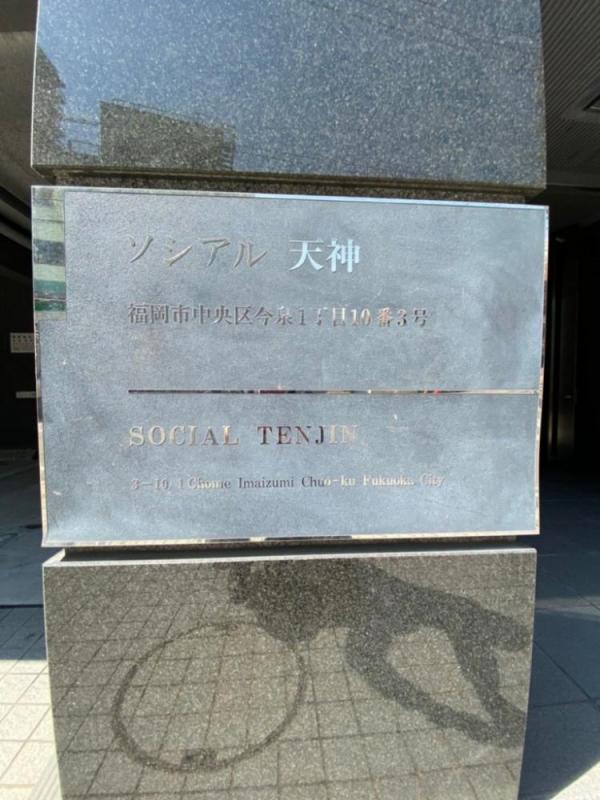 ソシアル 天神
福岡市中央区今泉1丁目10番3号
SOCIAL TENJIN
3-10, 1 Chome Imaizumi Chuo-ku Fukuoka City